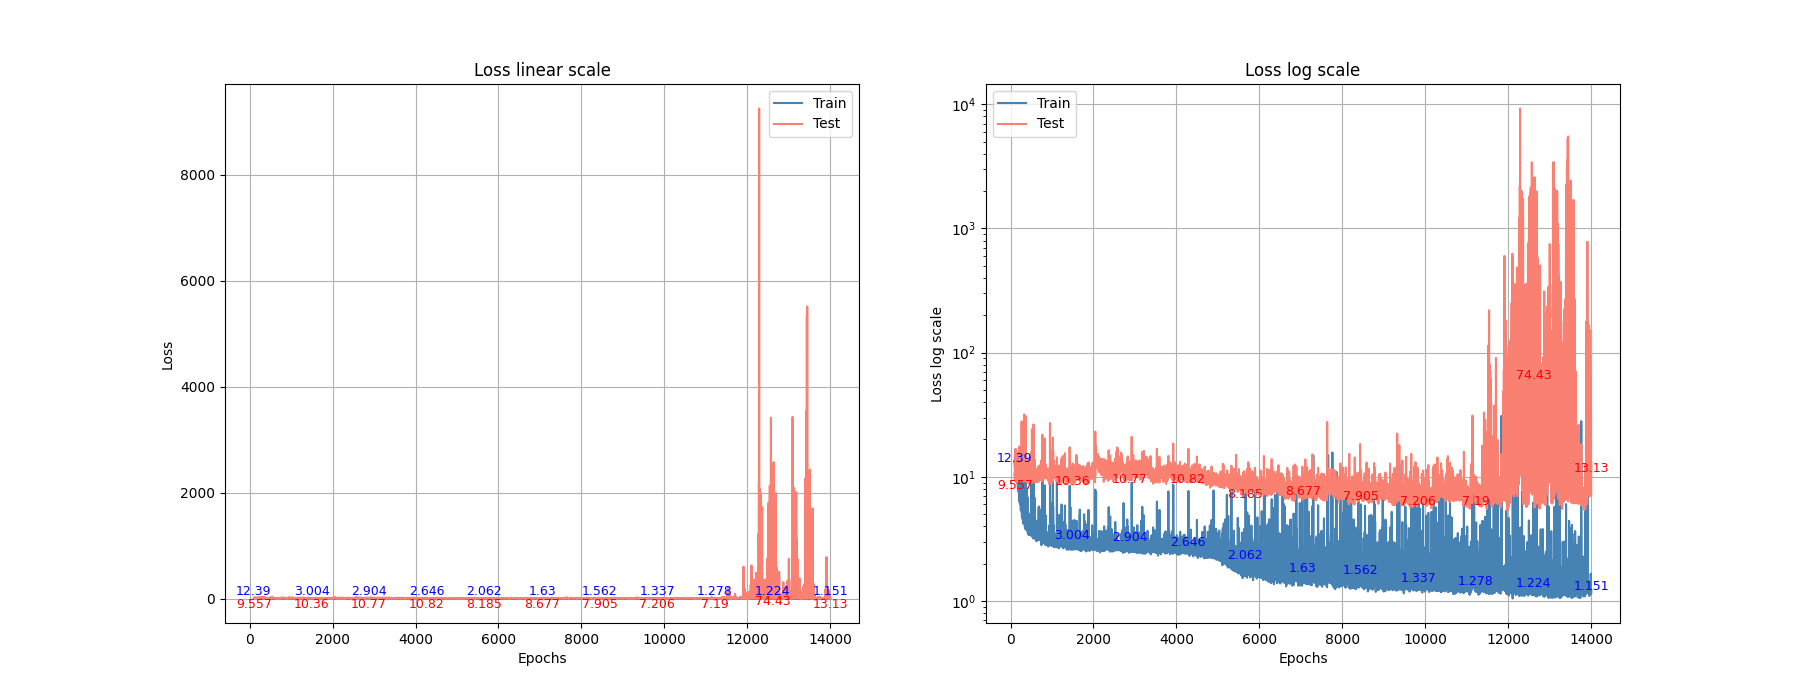 Loss linear scale
Train
Test
8000
6000
4000
2000
0
Loss
12.39 3.004 2.904 2.646 2.062 1.63 1.562 1.337 1.278 1.224 1.151
9.557 10.36 10.77 10.82 8.185 8.677 7.905 7.206 7.19 74.43 13.13
0 2000 4000 6000 8000 10000 12000 14000
Epochs
Loss log scale
Train
Test
10^4
10^3
10^2
10^1
10^0
Loss log scale
74.43
12.39
13.13
9.557 10.36 10.77 10.82 8.185 8.677 7.905 7.206 7.19
3.004 2.904 2.646 2.062 1.63 1.562 1.337 1.278 1.224 1.151
0 2000 4000 6000 8000 10000 12000 14000
Epochs